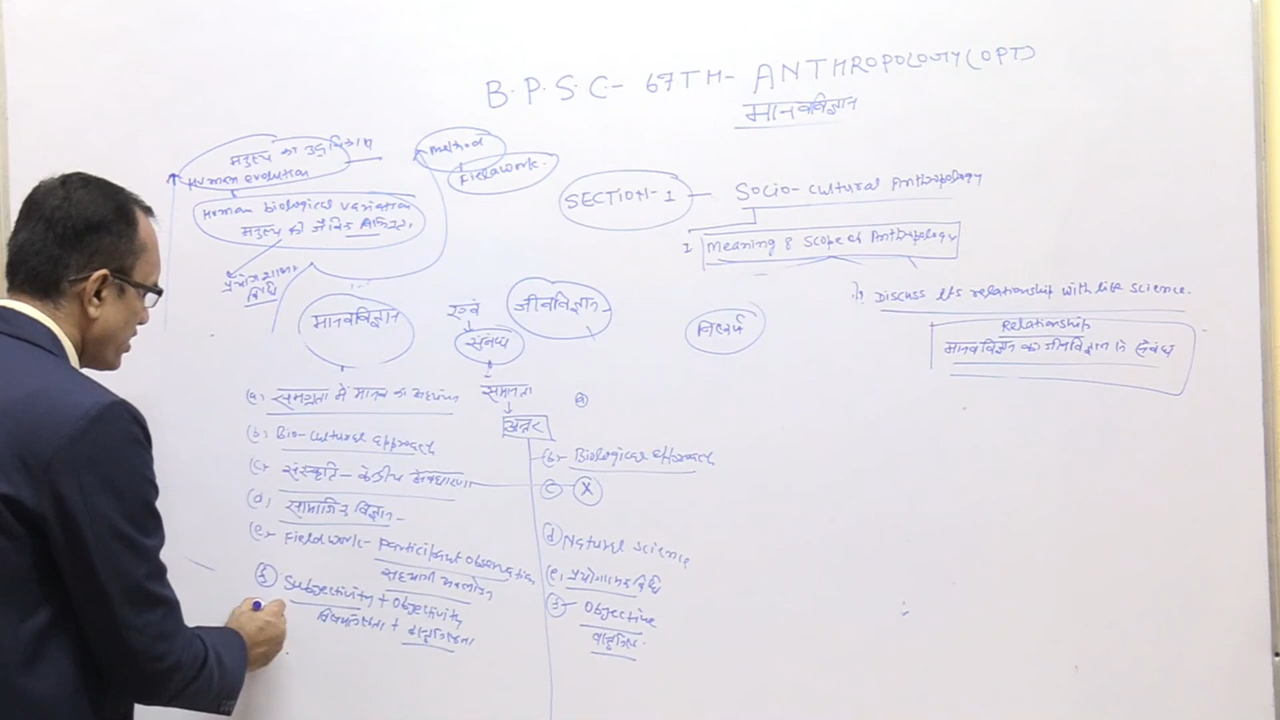 B.P.S.C- 67TH- ANTHROPOLOGY(OPT)
मानवविज्ञान
मनुष्य का उद्विकास
Human evolution
Method
Fieldwork.
Human biological variation
मनुष्य की जैविक विभिन्नता
प्रयोगशाला
विधि
SECTION-1 - Socio-cultural Anthropology
I Meaning & Scope of Anthropology
Discuss its relationship with life science.
Relationship
मानवविज्ञान का जीवविज्ञान से संबंध
मानवविज्ञान एवं जीवविज्ञान
संबंध
निष्कर्ष
(a) समग्रता में मानव का अध्ययन
समानता
(a)
अन्तर
(b) Bio-cultural approach
(b)- Biological approach
(c) संस्कृति - केन्द्रीय अवधारणा
(c) - X
(d) सामाजिक विज्ञान -
(d) Natural science
(e)- Fieldwork- Participant observation
सहभागी अवलोकन
(e) प्रयोगात्मक विधि
(f) Subjectivity + Objectivity
विषयनिष्ठता + वस्तुनिष्ठता
(f)- Objective
वस्तुनिष्ठ.